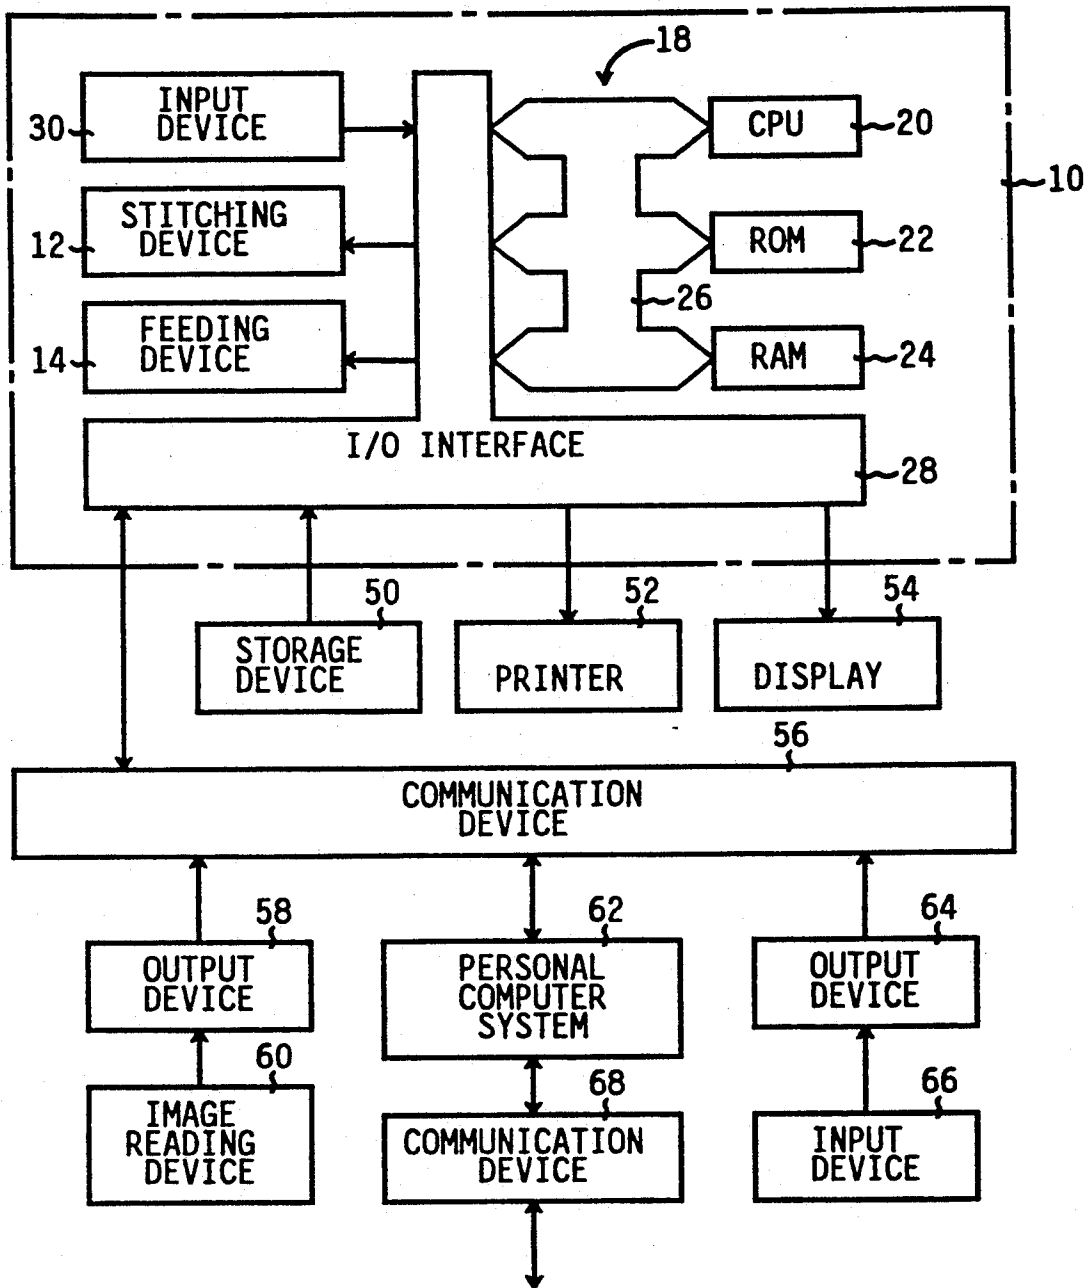 18
INPUT
DEVICE
30
CPU
20
10
STITCHING
DEVICE
12
ROM
22
26
FEEDING
DEVICE
14
RAM
24
I/O INTERFACE
28
50
52
54
STORAGE
DEVICE
PRINTER
DISPLAY
56
COMMUNICATION
DEVICE
58
62
64
OUTPUT
DEVICE
PERSONAL
COMPUTER
SYSTEM
OUTPUT
DEVICE
60
68
66
IMAGE
READING
DEVICE
COMMUNICATION
DEVICE
INPUT
DEVICE